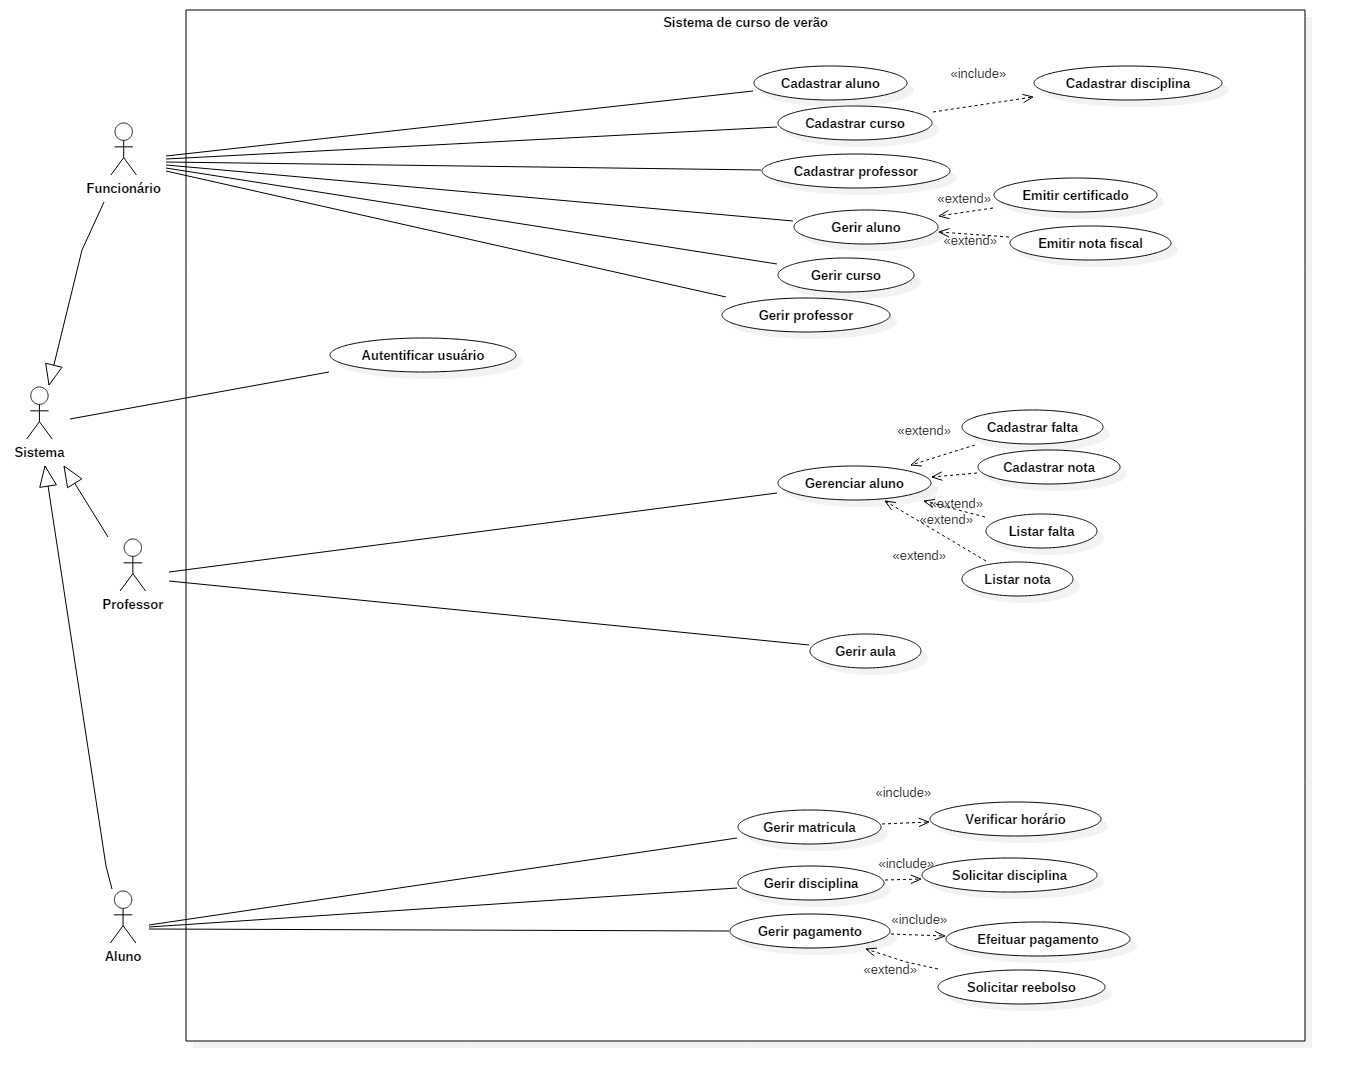 Sistema de curso de verão
Cadastrar aluno
«include»
Cadastrar disciplina
Cadastrar curso
Funcionário
Cadastrar professor
«extend»
Emitir certificado
Gerir aluno
«extend»
Emitir nota fiscal
Gerir curso
Gerir professor
Autentificar usuário
Sistema
«extend»
Cadastrar falta
Cadastrar nota
Gerenciar aluno
«extend»
«extend»
Listar falta
«extend»
Listar nota
Professor
Gerir aula
«include»
Verificar horário
Gerir matricula
«include»
Solicitar disciplina
Gerir disciplina
«include»
Gerir pagamento
Efeituar pagamento
«extend»
Solicitar reebolso
Aluno